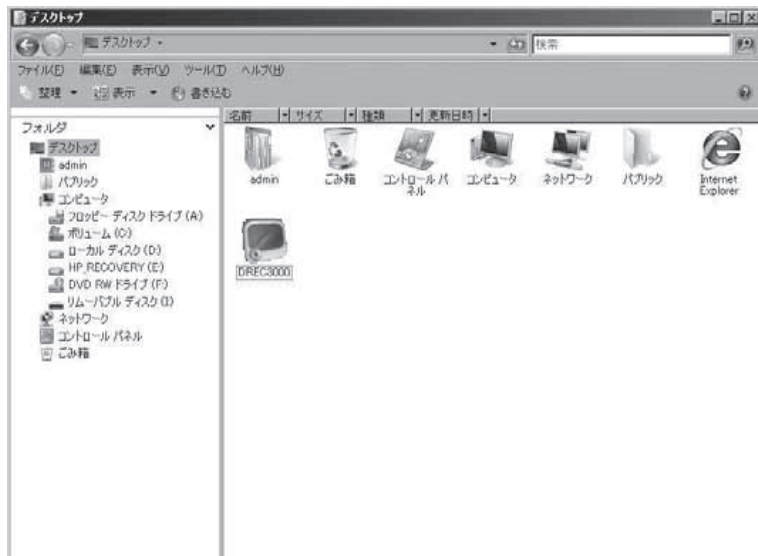 デスクトップ
デスクトップ
検索
ファイル(F) 編集(E) 表示(V) ツール(T) ヘルプ(H)
整理 表示 書き込む
名前 サイズ 種類 更新日時
フォルダ
デスクトップ
admin
パブリック
コンピュータ
フロッピー ディスク ドライブ (A)
ボリューム (C)
ローカル ディスク (D)
HP_RECOVERY (E)
DVD RW ドライブ (F)
リムーバブル ディスク (I)
ネットワーク
コントロール パネル
ごみ箱
admin
ごみ箱
コントロール パネル
コンピュータ
ネットワーク
パブリック
Internet Explorer
DREC3000